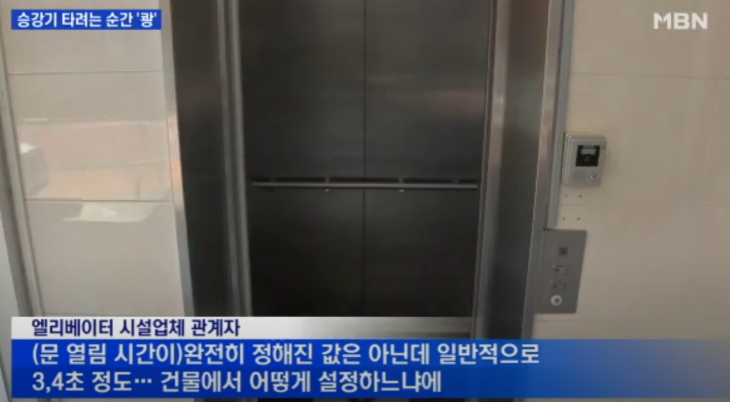 승강기 타려는 순간 '쾅'
MBN
엘리베이터 시설업체 관계자
(문 열림 시간이)완전히 정해진 값은 아닌데 일반적으로
3,4초 정도… 건물에서 어떻게 설정하느냐에